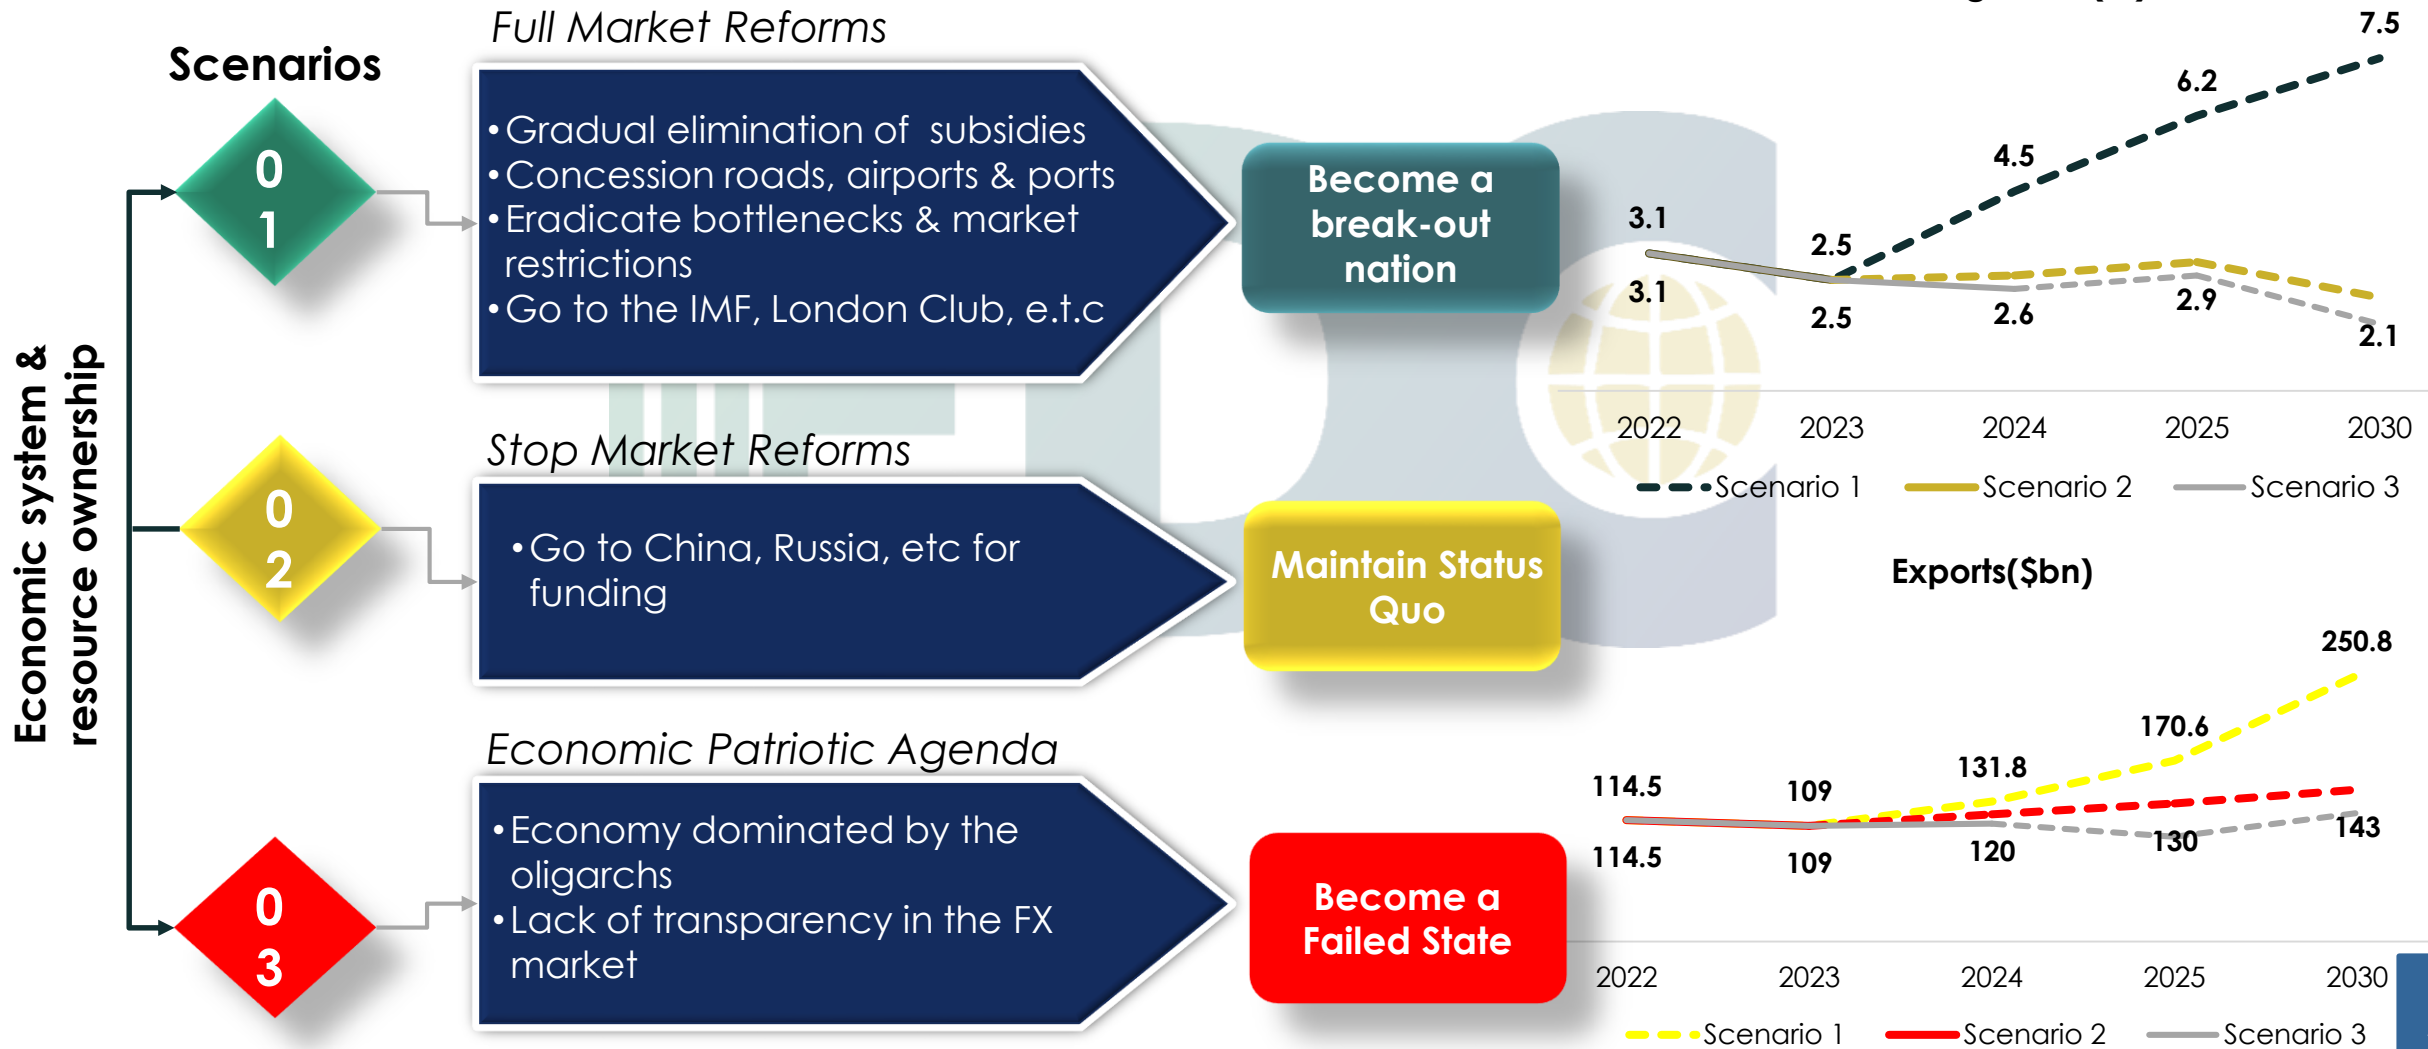 Scenarios
Economic system &
resource ownership
0
1
Full Market Reforms
•Gradual elimination of subsidies
•Concession roads, airports & ports
•Eradicate bottlenecks & market
restrictions
•Go to the IMF, London Club, e.t.c
Become a
break-out
nation
0
2
Stop Market Reforms
•Go to China, Russia, etc for
funding
Maintain Status
Quo
0
3
Economic Patriotic Agenda
•Economy dominated by the
oligarchs
•Lack of transparency in the FX
market
Become a
Failed State
7.5
6.2
4.5
3.1
2.5
3.1
2.5
2.6
2.9
2.1
2022 2023 2024 2025 2030
Scenario 1 Scenario 2 Scenario 3
Exports($bn)
250.8
170.6
131.8
114.5
109
114.5
109
120
130
143
2022 2023 2024 2025 2030
Scenario 1 Scenario 2 Scenario 3